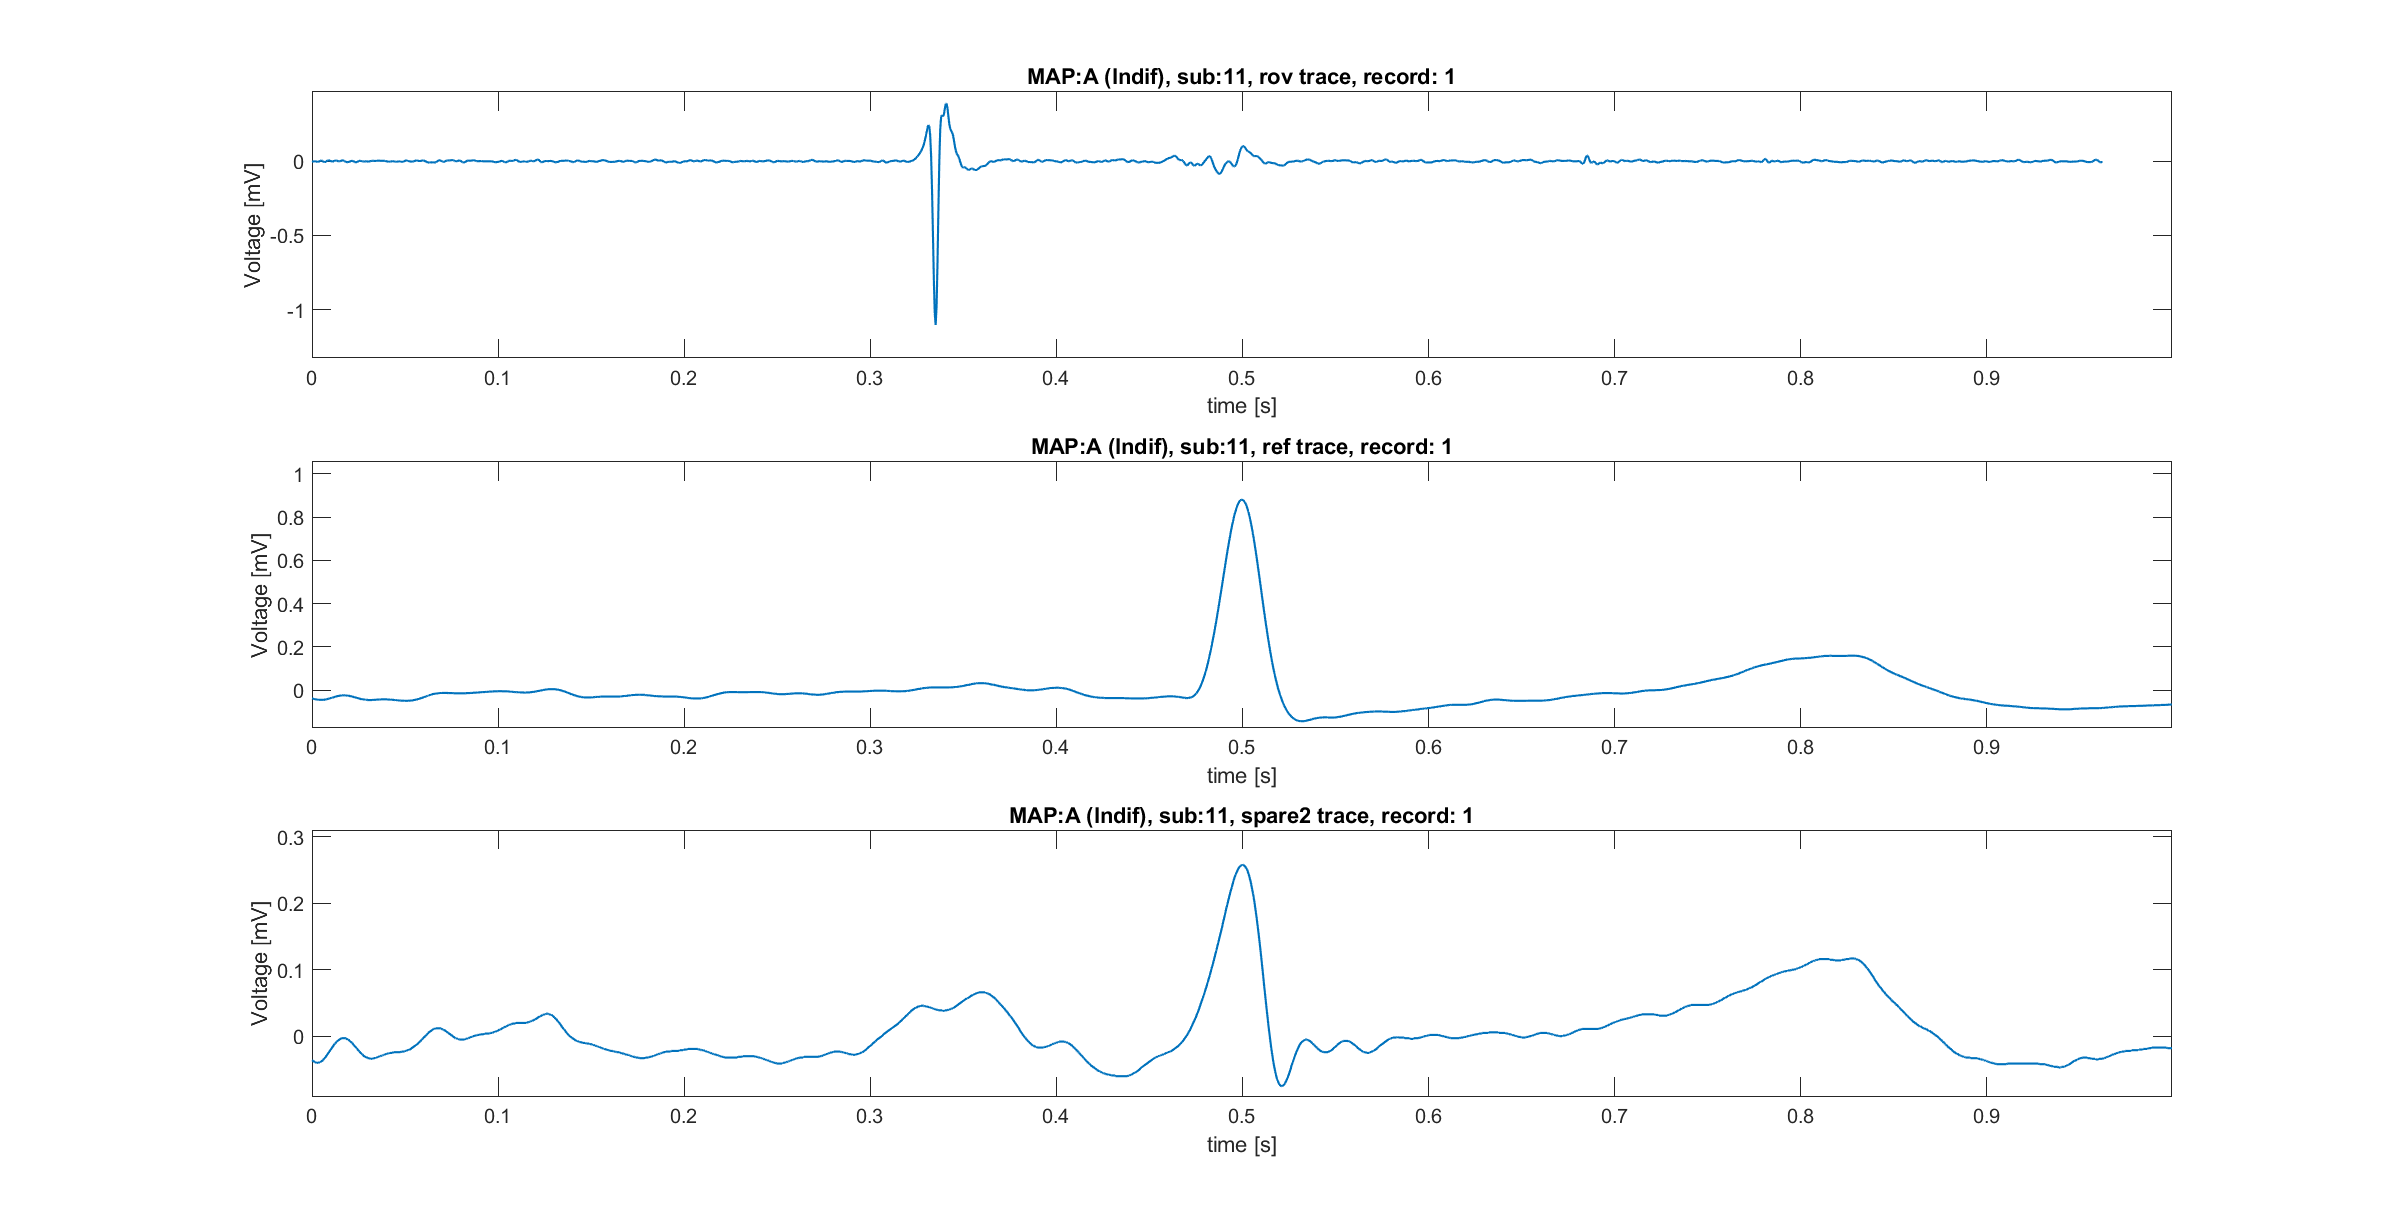 MAP:A (Indif), sub:11, rov trace, record: 1
Voltage [mV]
0
-0.5
-1
0 0.1 0.2 0.3 0.4 0.5 0.6 0.7 0.8 0.9
time [s]
MAP:A (Indif), sub:11, ref trace, record: 1
Voltage [mV]
1
0.8
0.6
0.4
0.2
0
0 0.1 0.2 0.3 0.4 0.5 0.6 0.7 0.8 0.9
time [s]
MAP:A (Indif), sub:11, spare2 trace, record: 1
Voltage [mV]
0.3
0.2
0.1
0
0 0.1 0.2 0.3 0.4 0.5 0.6 0.7 0.8 0.9
time [s]